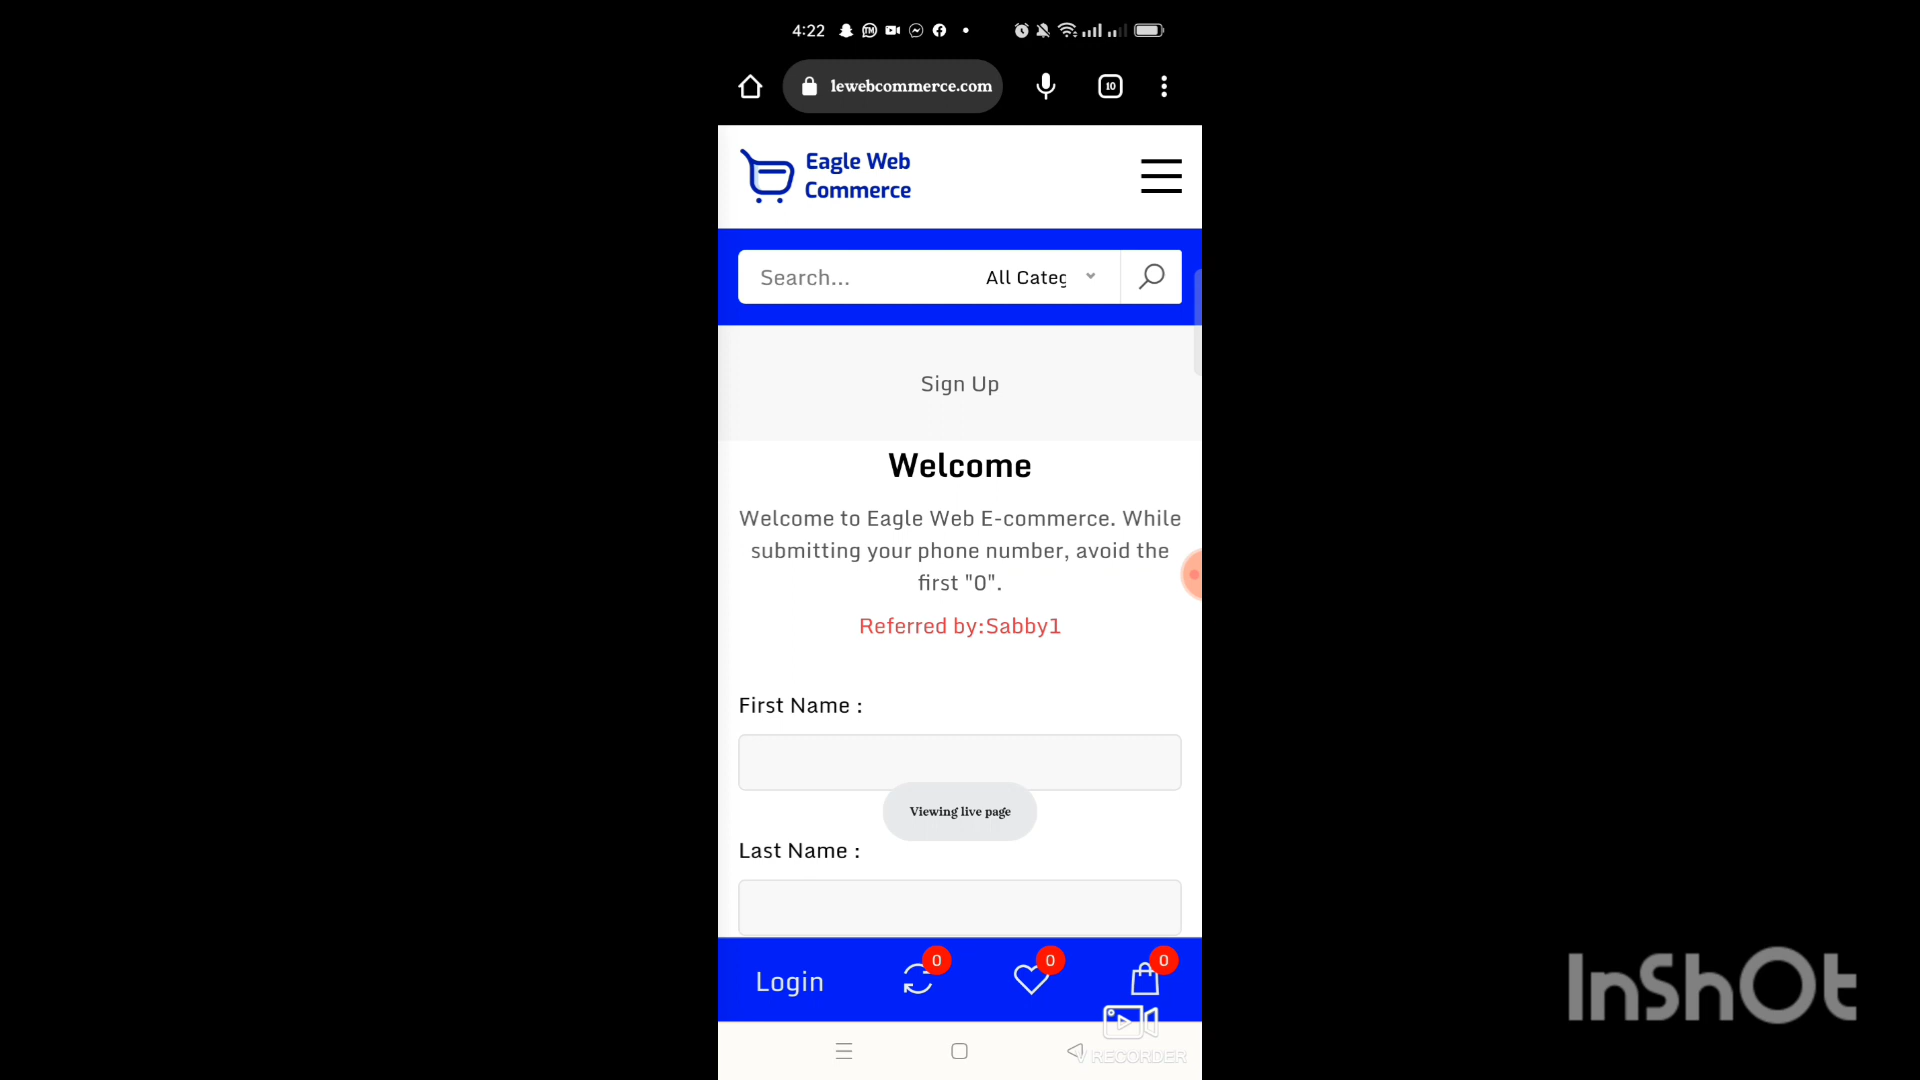 4:22
lewebcommerce.com
10
Eagle Web
Commerce
Search...
All Categ
Sign Up
Welcome
Welcome to Eagle Web E-commerce. While
submitting your phone number, avoid the
first "0".
Referred by:Sabby1
First Name :
Viewing live page
Last Name :
Login
0
0
0
V RECORDER
InShOt